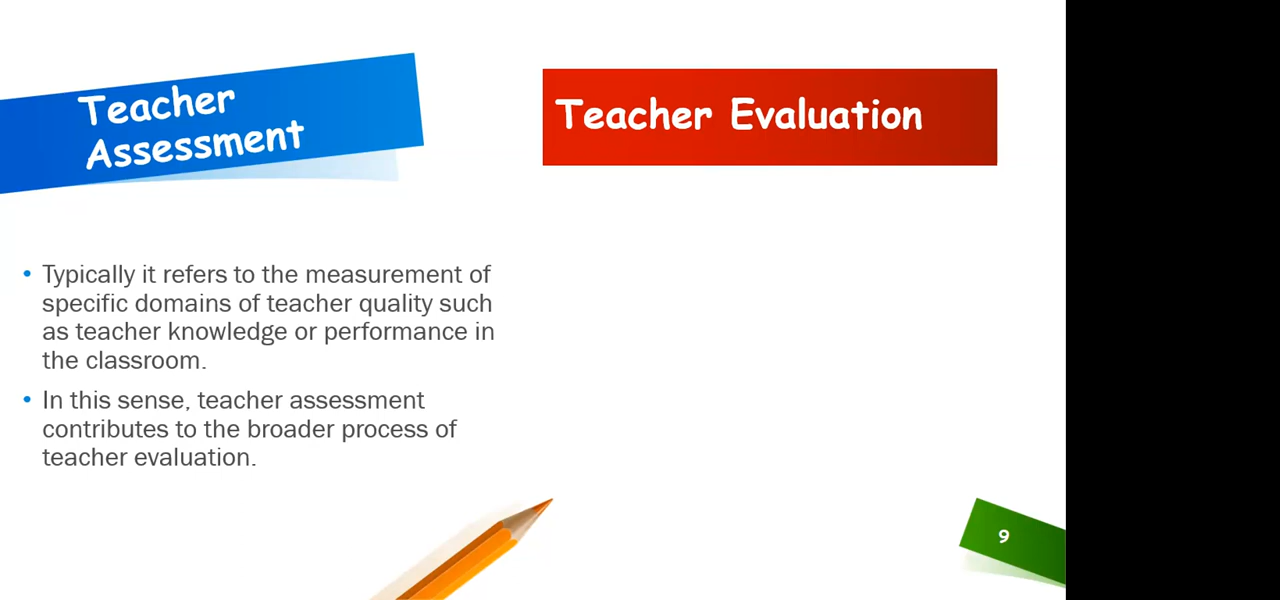 Teacher
Assessment
Teacher Evaluation
• Typically it refers to the measurement of
specific domains of teacher quality such
as teacher knowledge or performance in
the classroom.
• In this sense, teacher assessment
contributes to the broader process of
teacher evaluation.
9